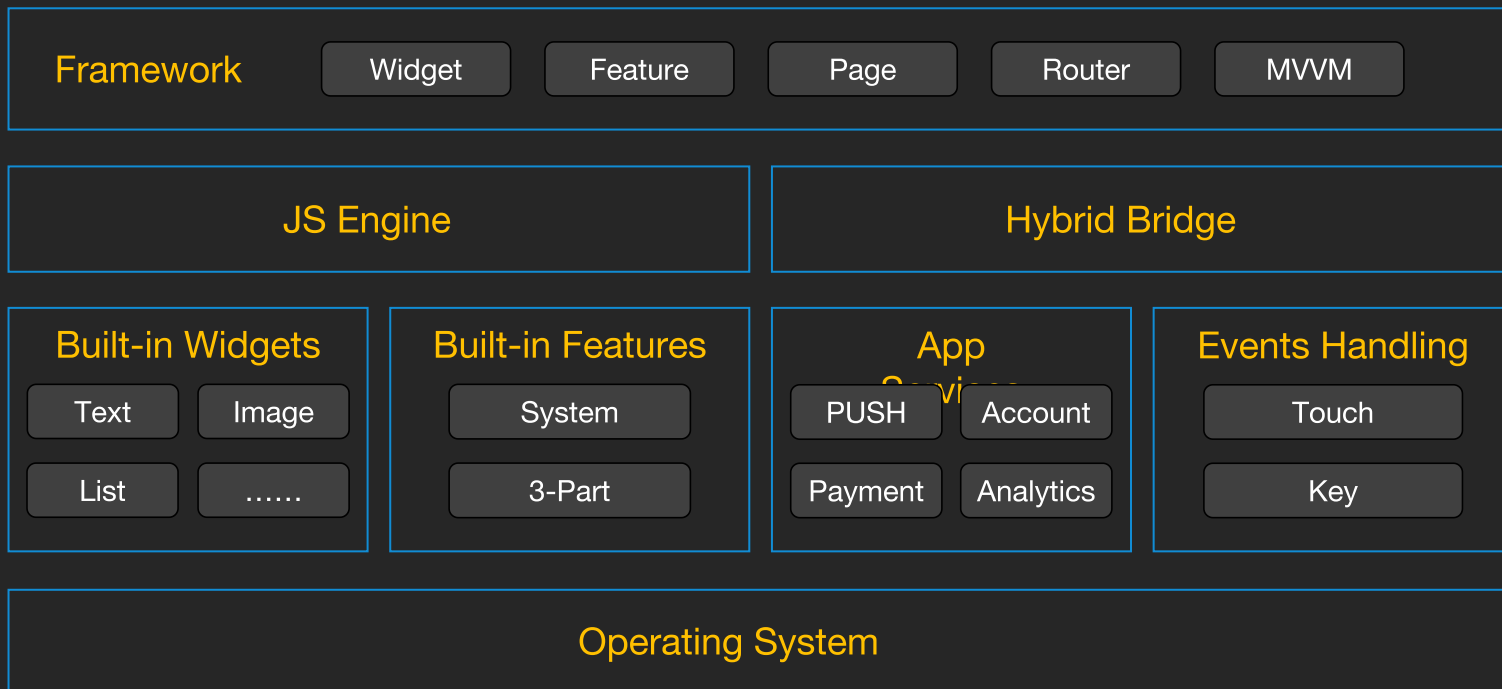 Framework Widget Feature Page Router MVVM
JS Engine Hybrid Bridge
Built-in Widgets Built-in Features App Events Handling
Services
Text Image System PUSH Account Touch
List ...... 3-Part Payment Analytics Key
Operating System